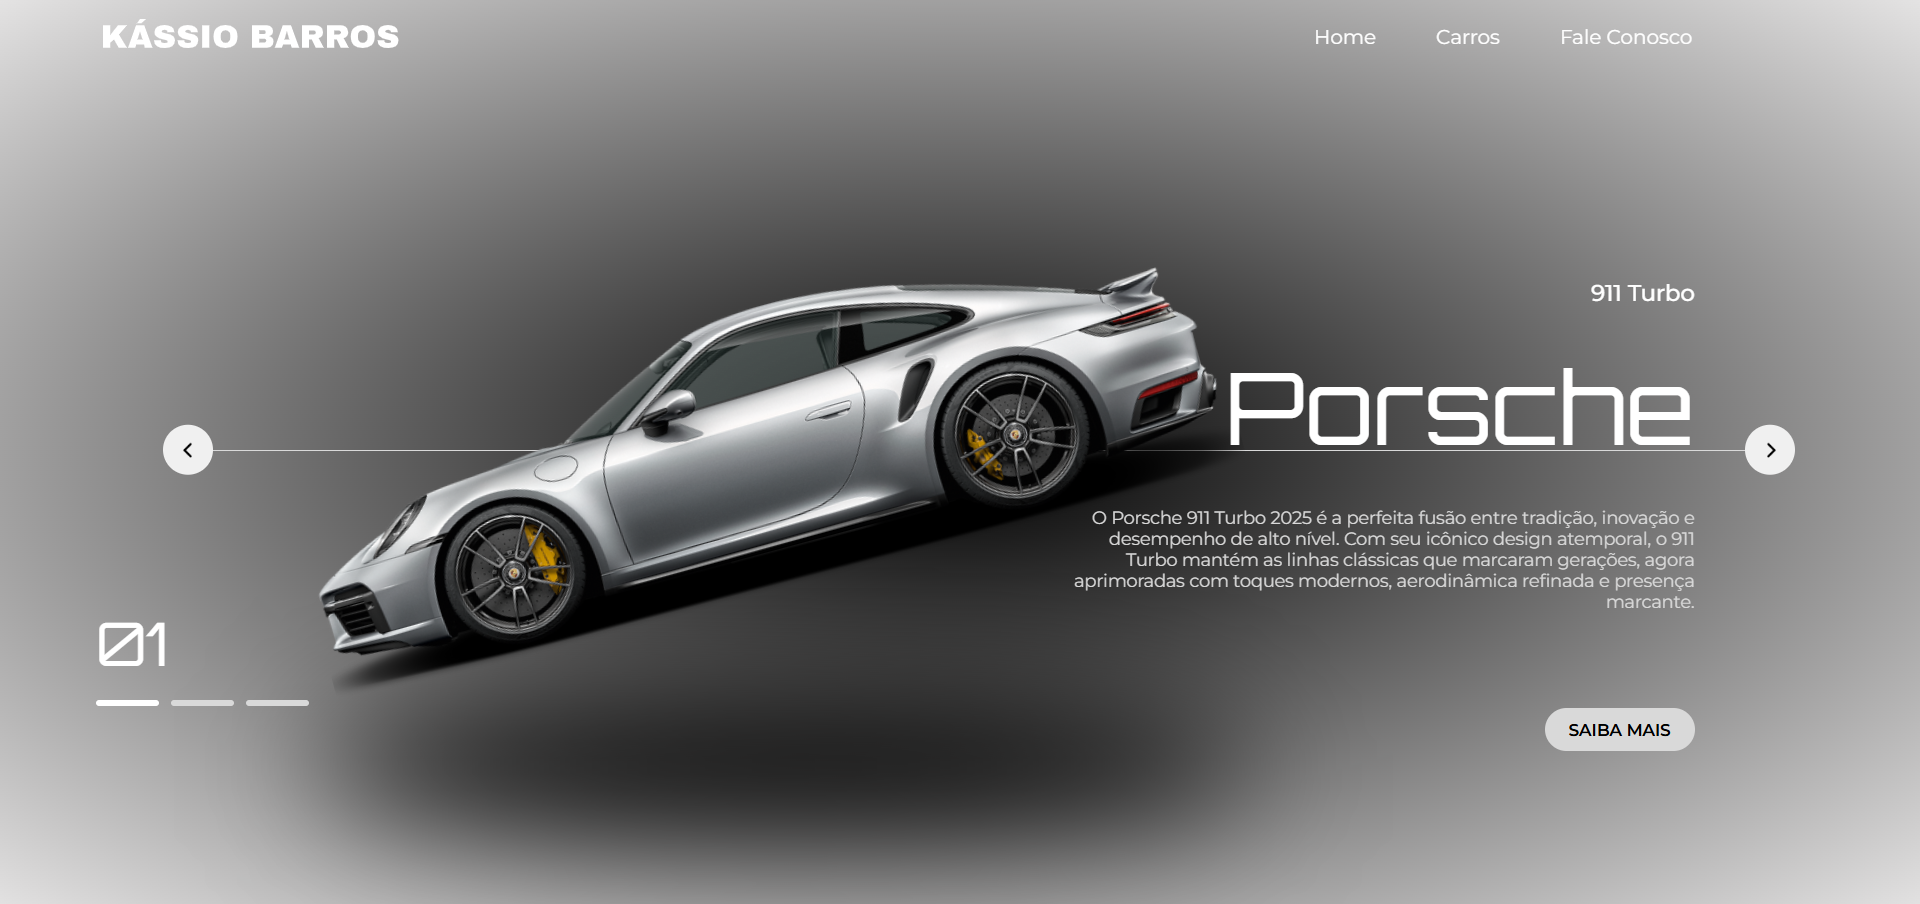 KÁSSIO BARROS
Home
Carros
Fale Conosco
911 Turbo
Porsche
O Porsche 911 Turbo 2025 é a perfeita fusão entre tradição, inovação e
desempenho de alto nível. Com seu icônico design atemporal, o 911
Turbo mantém as linhas clássicas que marcaram gerações, agora
aprimoradas com toques modernos, aerodinâmica refinada e presença
marcante.
01
SAIBA MAIS